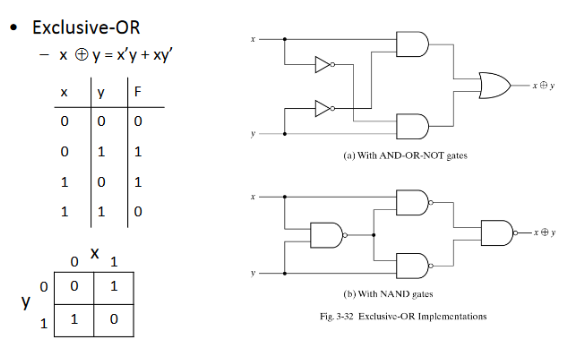 • Exclusive-OR
– x ⊕ y = x'y + xy'
x y F
0 0 0
0 1 1
1 0 1
1 1 0
x
0 1
y
0 0 1
1 1 0
x
y
x ⊕ y
(a) With AND-OR-NOT gates
x
y
x ⊕ y
(b) With NAND gates
Fig. 3-32 Exclusive-OR Implementations